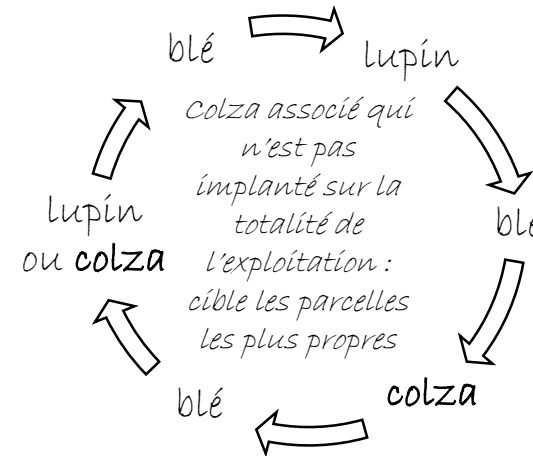 blé
lupin
blé
colza
blé
lupin
ou colza
Colza associé qui
n'est pas
implanté sur la
totalité de
l'exploitation :
cible les parcelles
les plus propres